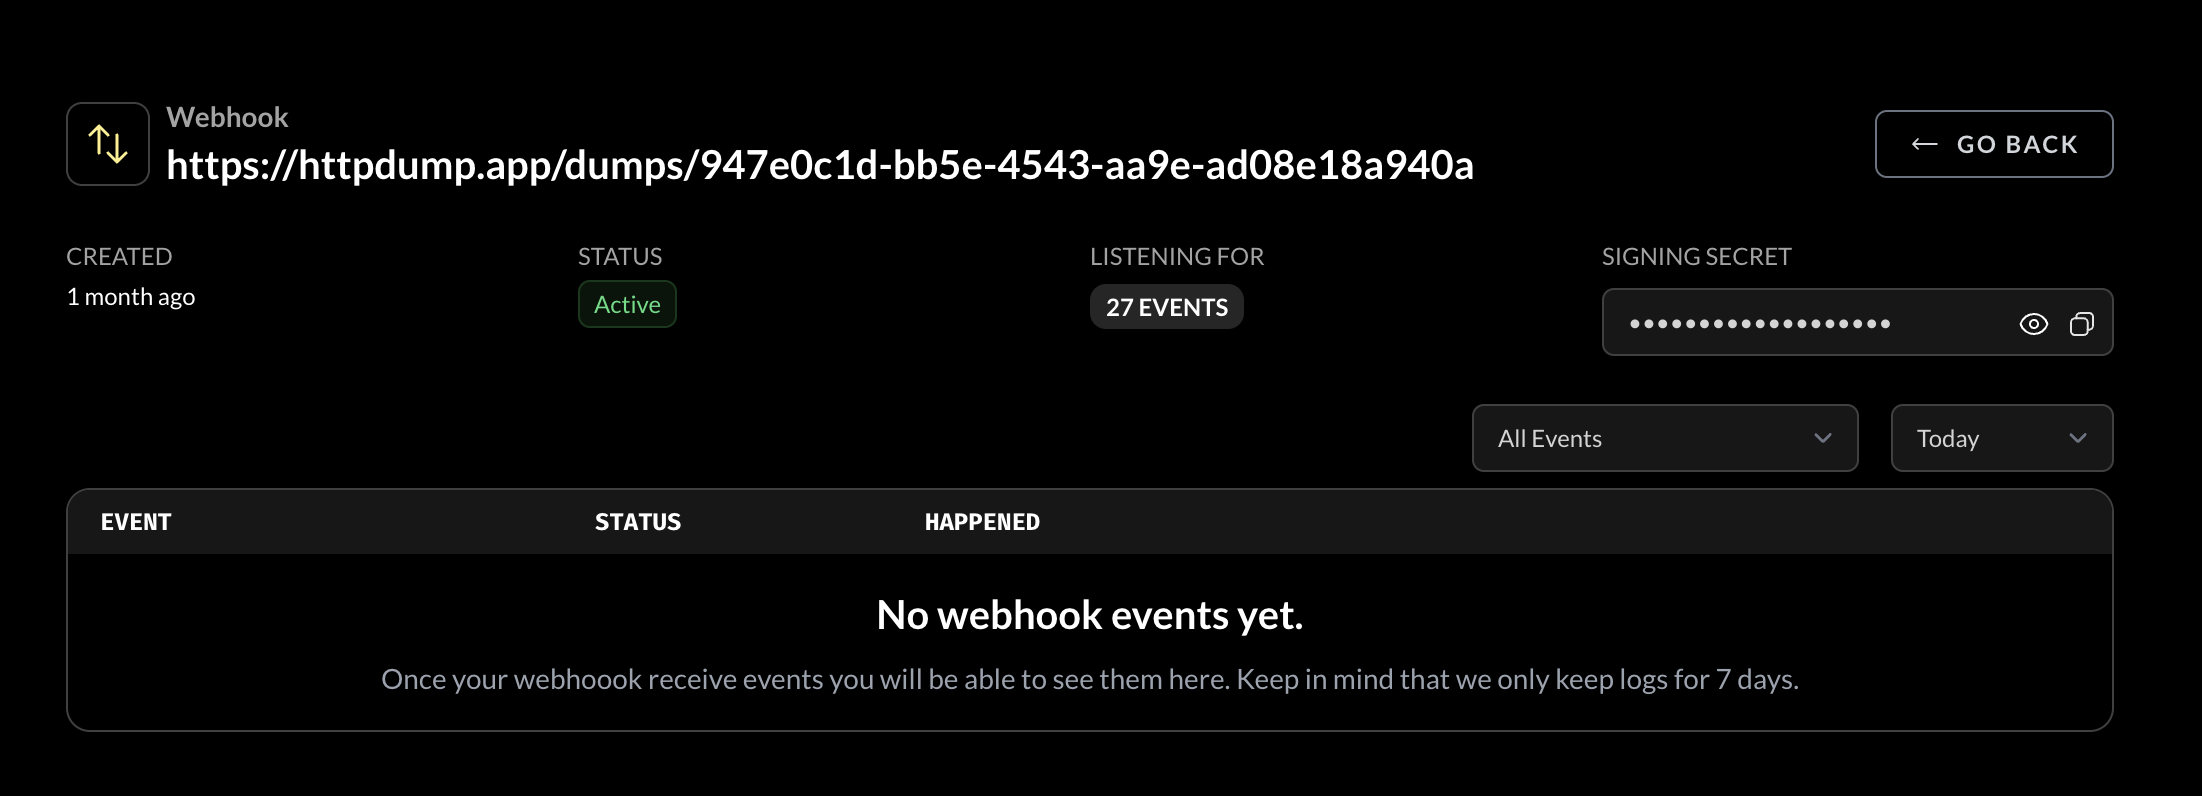 Webhook
https://httpdump.app/dumps/947e0c1d-bb5e-4543-aa9e-ad08e18a940a
GO BACK
CREATED
1 month ago
STATUS
Active
LISTENING FOR
27 EVENTS
SIGNING SECRET
•••••••••••••••••••
All Events
Today
EVENT STATUS HAPPENED
No webhook events yet.
Once your webhoook receive events you will be able to see them here. Keep in mind that we only keep logs for 7 days.